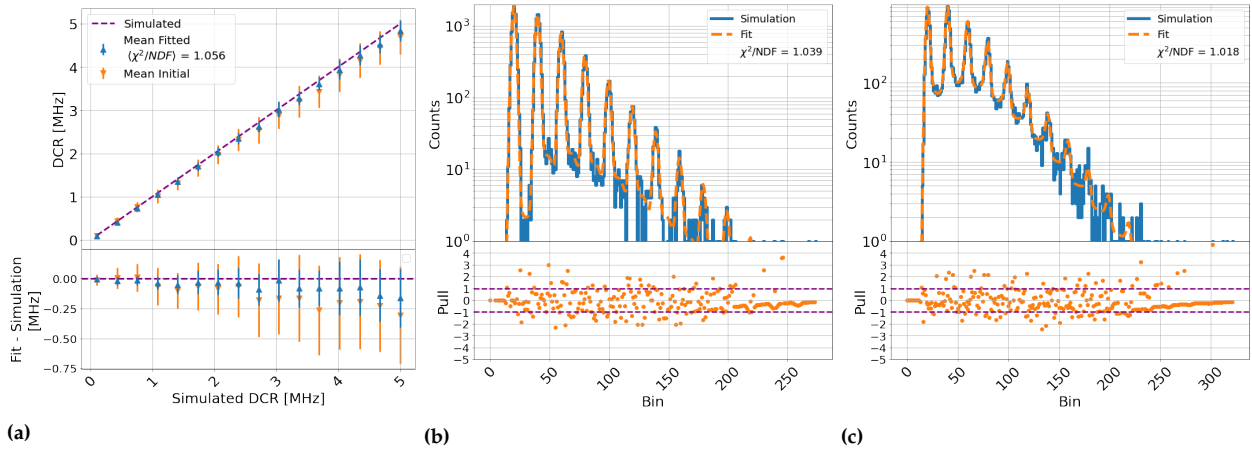 Simulated
Mean Fitted
⟨χ²/NDF⟩ = 1.056
Mean Initial
DCR [MHz]
5
4
3
2
1
0
Fit - Simulation
[MHz]
0.00
−0.25
−0.50
−0.75
0 1 2 3 4 5
Simulated DCR [MHz]
(a)
Simulation
Fit
χ²/NDF = 1.039
Counts
10³
10²
10¹
10⁰
Pull
4
3
2
1
0
−1
−2
−3
−4
−5
0 50 100 150 200 250
Bin
(b)
Simulation
Fit
χ²/NDF = 1.018
Counts
10²
10¹
10⁰
Pull
4
3
2
1
0
−1
−2
−3
−4
−5
0 50 100 150 200 250 300
Bin
(c)